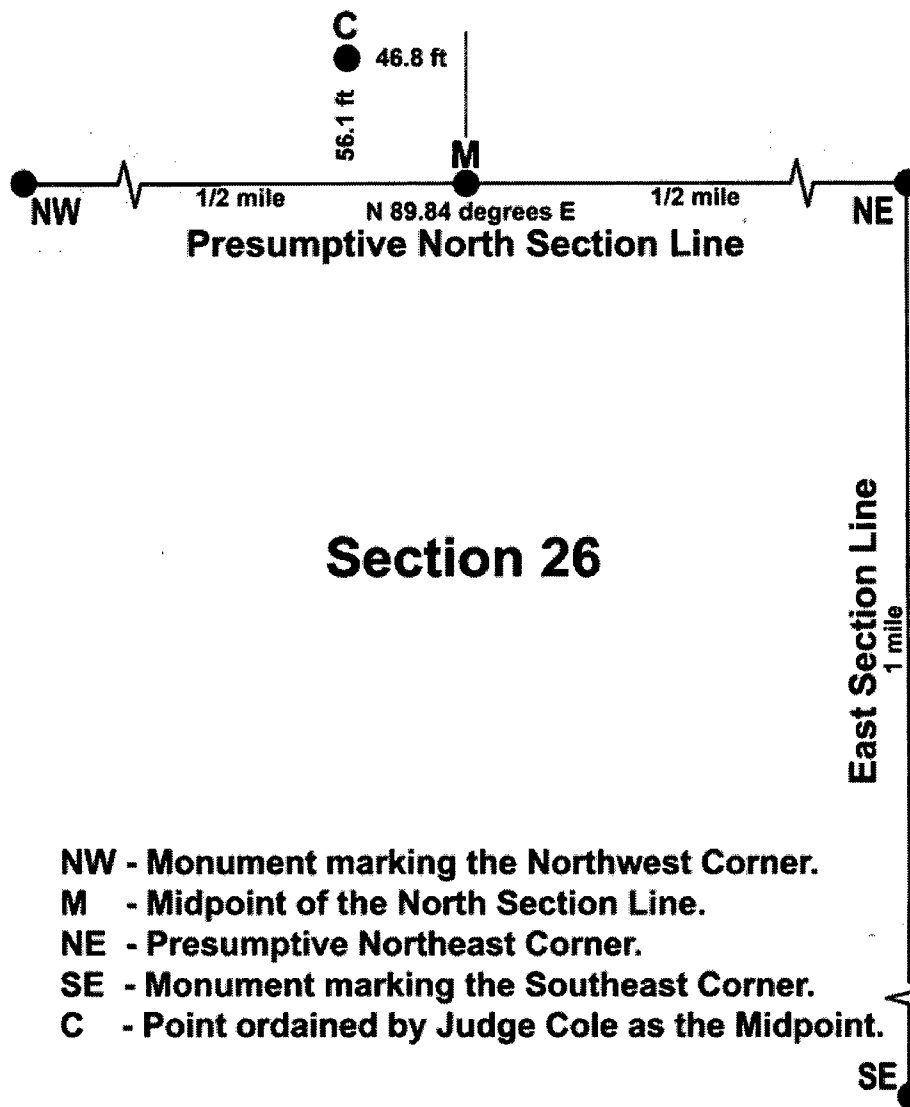 C
46.8 ft
56.1 ft
M
1/2 mile
1/2 mile
NW
N 89.84 degrees E
NE
Presumptive North Section Line
Section 26
East Section Line
1 mile
NW - Monument marking the Northwest Corner.
M - Midpoint of the North Section Line.
NE - Presumptive Northeast Corner.
SE - Monument marking the Southeast Corner.
C - Point ordained by Judge Cole as the Midpoint.
SE